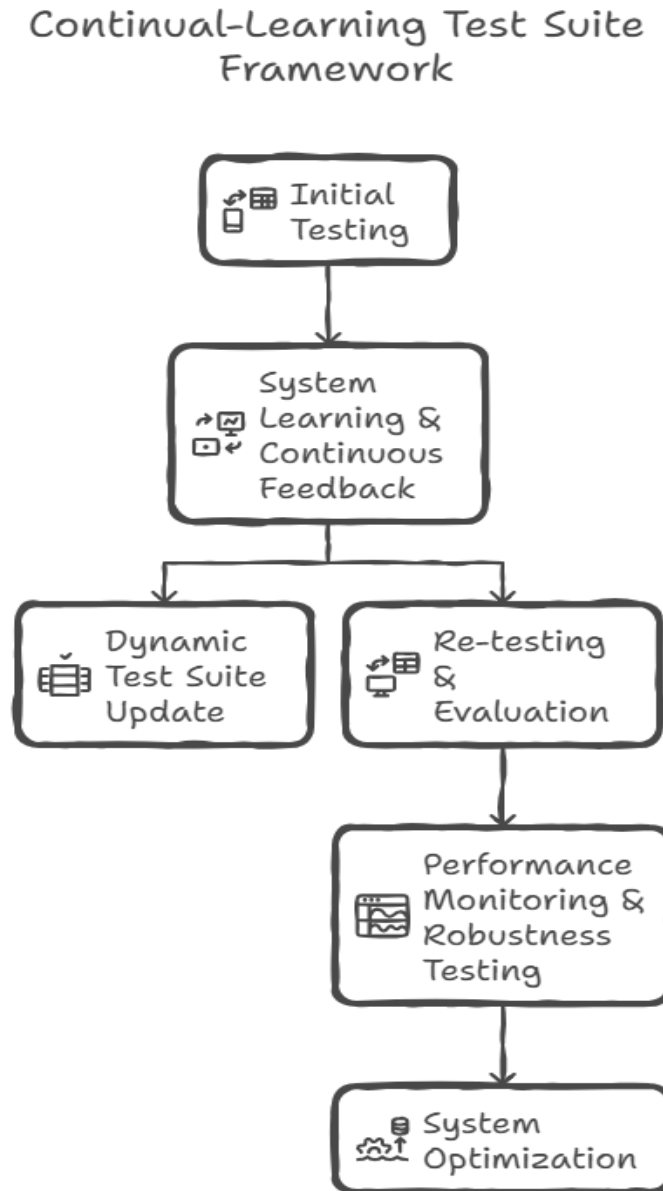 Continual-Learning Test Suite
Framework
Initial
Testing
System
Learning &
Continuous
Feedback
Dynamic
Test Suite
Update
Re-testing
&
Evaluation
Performance
Monitoring &
Robustness
Testing
System
Optimization